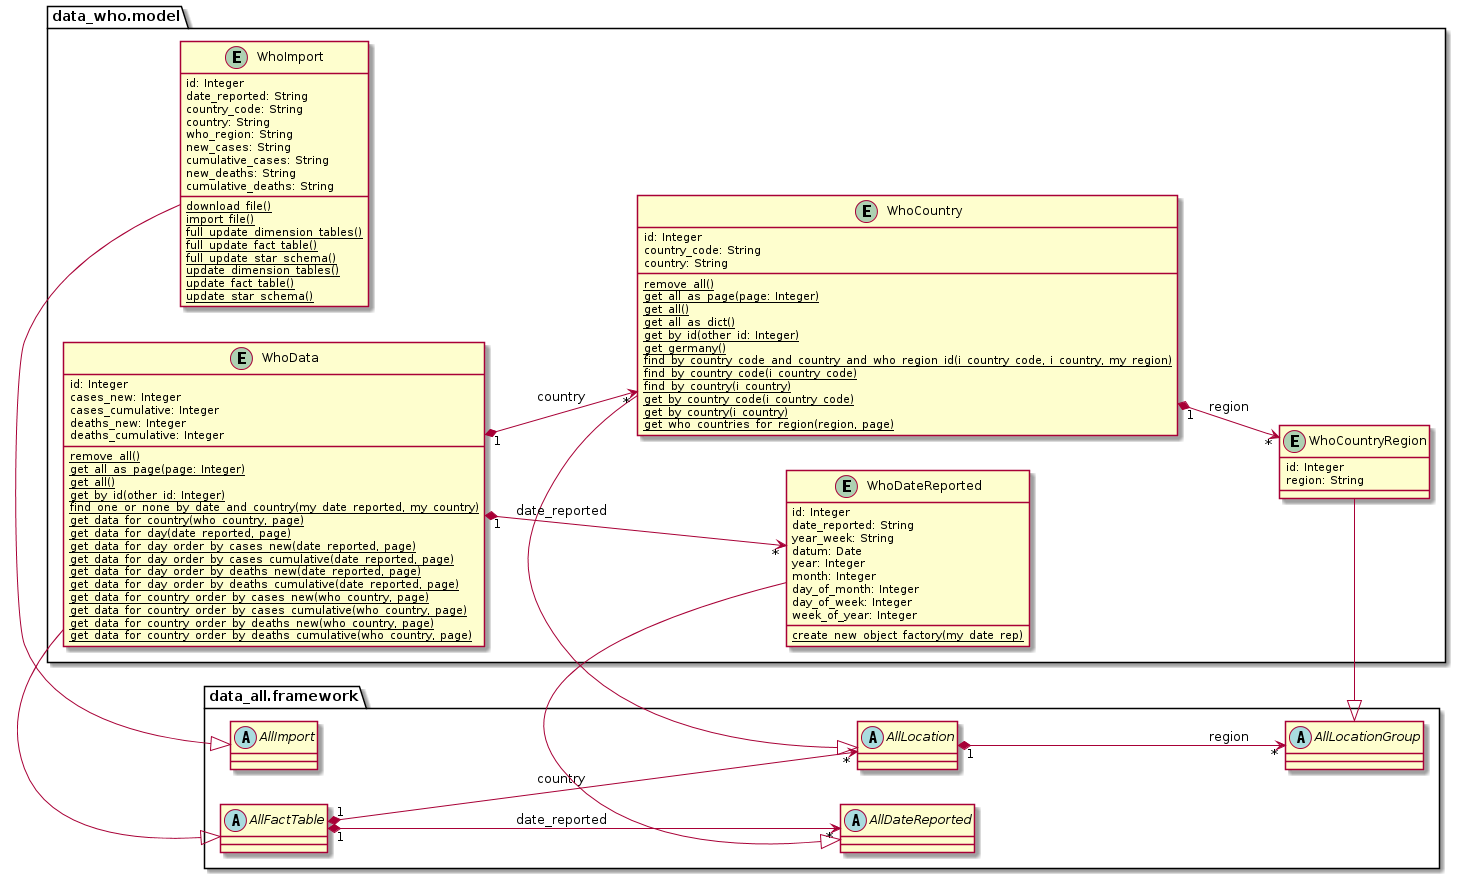 data_who.model
E WhoImport
id: Integer
date_reported: String
country_code: String
country: String
who_region: String
new_cases: String
cumulative_cases: String
new_deaths: String
cumulative_deaths: String
download_file()
import_file()
full_update_dimension_tables()
full_update_fact_table()
full_update_star_schema()
update_dimension_tables()
update_fact_table()
update_star_schema()
E WhoCountry
id: Integer
country_code: String
country: String
remove_all()
get_all_as_page(page: Integer)
get_all()
get_all_as_dict()
get_by_id(other_id: Integer)
get_germany()
find_by_country_code_and_country_and_who_region_id(i_country_code, i_country, my_region)
find_by_country_code(i_country_code)
find_by_country(i_country)
get_by_country_code(i_country_code)
get_by_country(i_country)
get_who_countries_for_region(region, page)
E WhoData
id: Integer
cases_new: Integer
cases_cumulative: Integer
deaths_new: Integer
deaths_cumulative: Integer
remove_all()
get_all_as_page(page: Integer)
get_all()
get_by_id(other_id: Integer)
find_one_or_none_by_date_and_country(my_date_reported, my_country)
get_data_for_country(who_country, page)
get_data_for_day(date_reported, page)
get_data_for_day_order_by_cases_new(date_reported, page)
get_data_for_day_order_by_cases_cumulative(date_reported, page)
get_data_for_day_order_by_deaths_new(date_reported, page)
get_data_for_day_order_by_deaths_cumulative(date_reported, page)
get_data_for_country_order_by_cases_new(who_country, page)
get_data_for_country_order_by_cases_cumulative(who_country, page)
get_data_for_country_order_by_deaths_new(who_country, page)
get_data_for_country_order_by_deaths_cumulative(who_country, page)
country
1
*
region
1
*
E WhoCountryRegion
id: Integer
region: String
date_reported
1
*
E WhoDateReported
id: Integer
date_reported: String
year_week: String
datum: Date
year: Integer
month: Integer
day_of_month: Integer
day_of_week: Integer
week_of_year: Integer
create_new_object_factory(my_date_rep)
data_all.framework
A AllImport
A AllLocation
region
1
*
A AllLocationGroup
country
1
*
A AllFactTable
date_reported
1
*
A AllDateReported